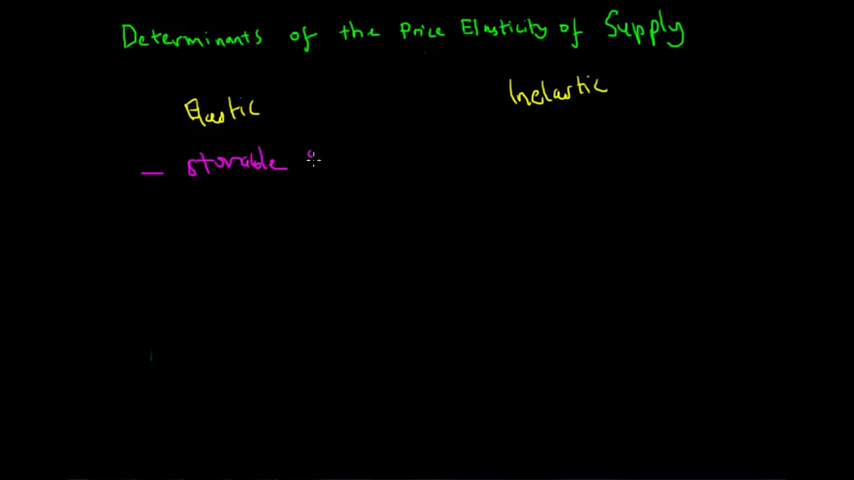 Determinants of the Price Elasticity of Supply
Elastic
Inelastic
— storable